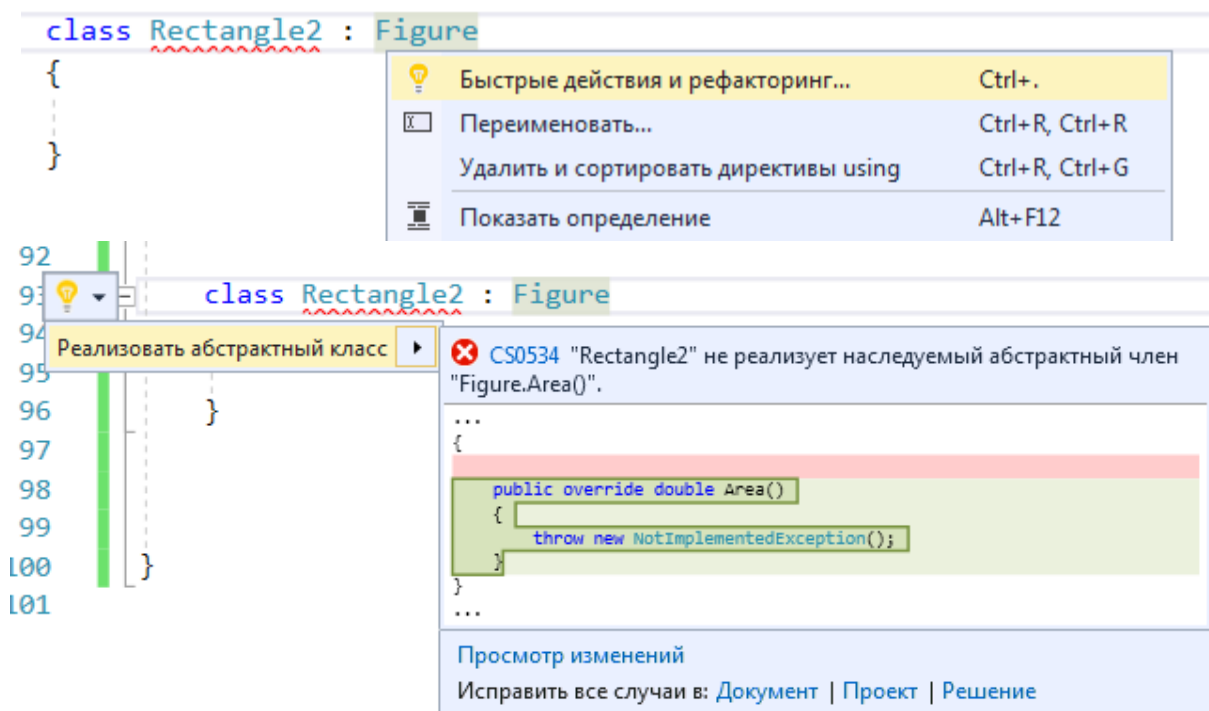 class Rectangle2 : Figure
{
Быстрые действия и рефакторинг... Ctrl+.
Переименовать... Ctrl+R, Ctrl+R
}
Удалить и сортировать директивы using Ctrl+R, Ctrl+G
Показать определение Alt+F12
92
class Rectangle2 : Figure
94
Реализовать абстрактный класс
CS0534 "Rectangle2" не реализует наследуемый абстрактный член
"Figure.Area()".
95
96 }
...
97 {
98 public override double Area()
99 {
throw new NotImplementedException();
100 } }
}
101 ...
Просмотр изменений
Исправить все случаи в: Документ | Проект | Решение